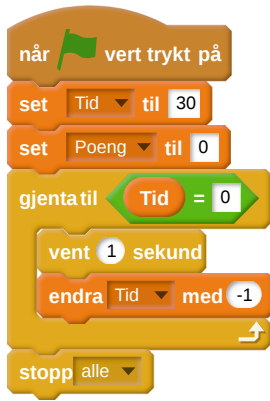 når vert trykt på
set Tid til 30
set Poeng til 0
gjenta til Tid = 0
vent 1 sekund
endra Tid med -1
stopp alle